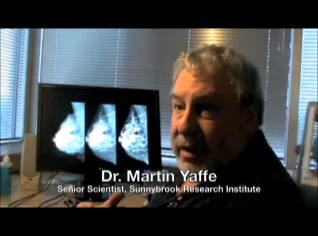 Dr. Martin Yaffe
Senior Scientist, Sunnybrook Research Institute